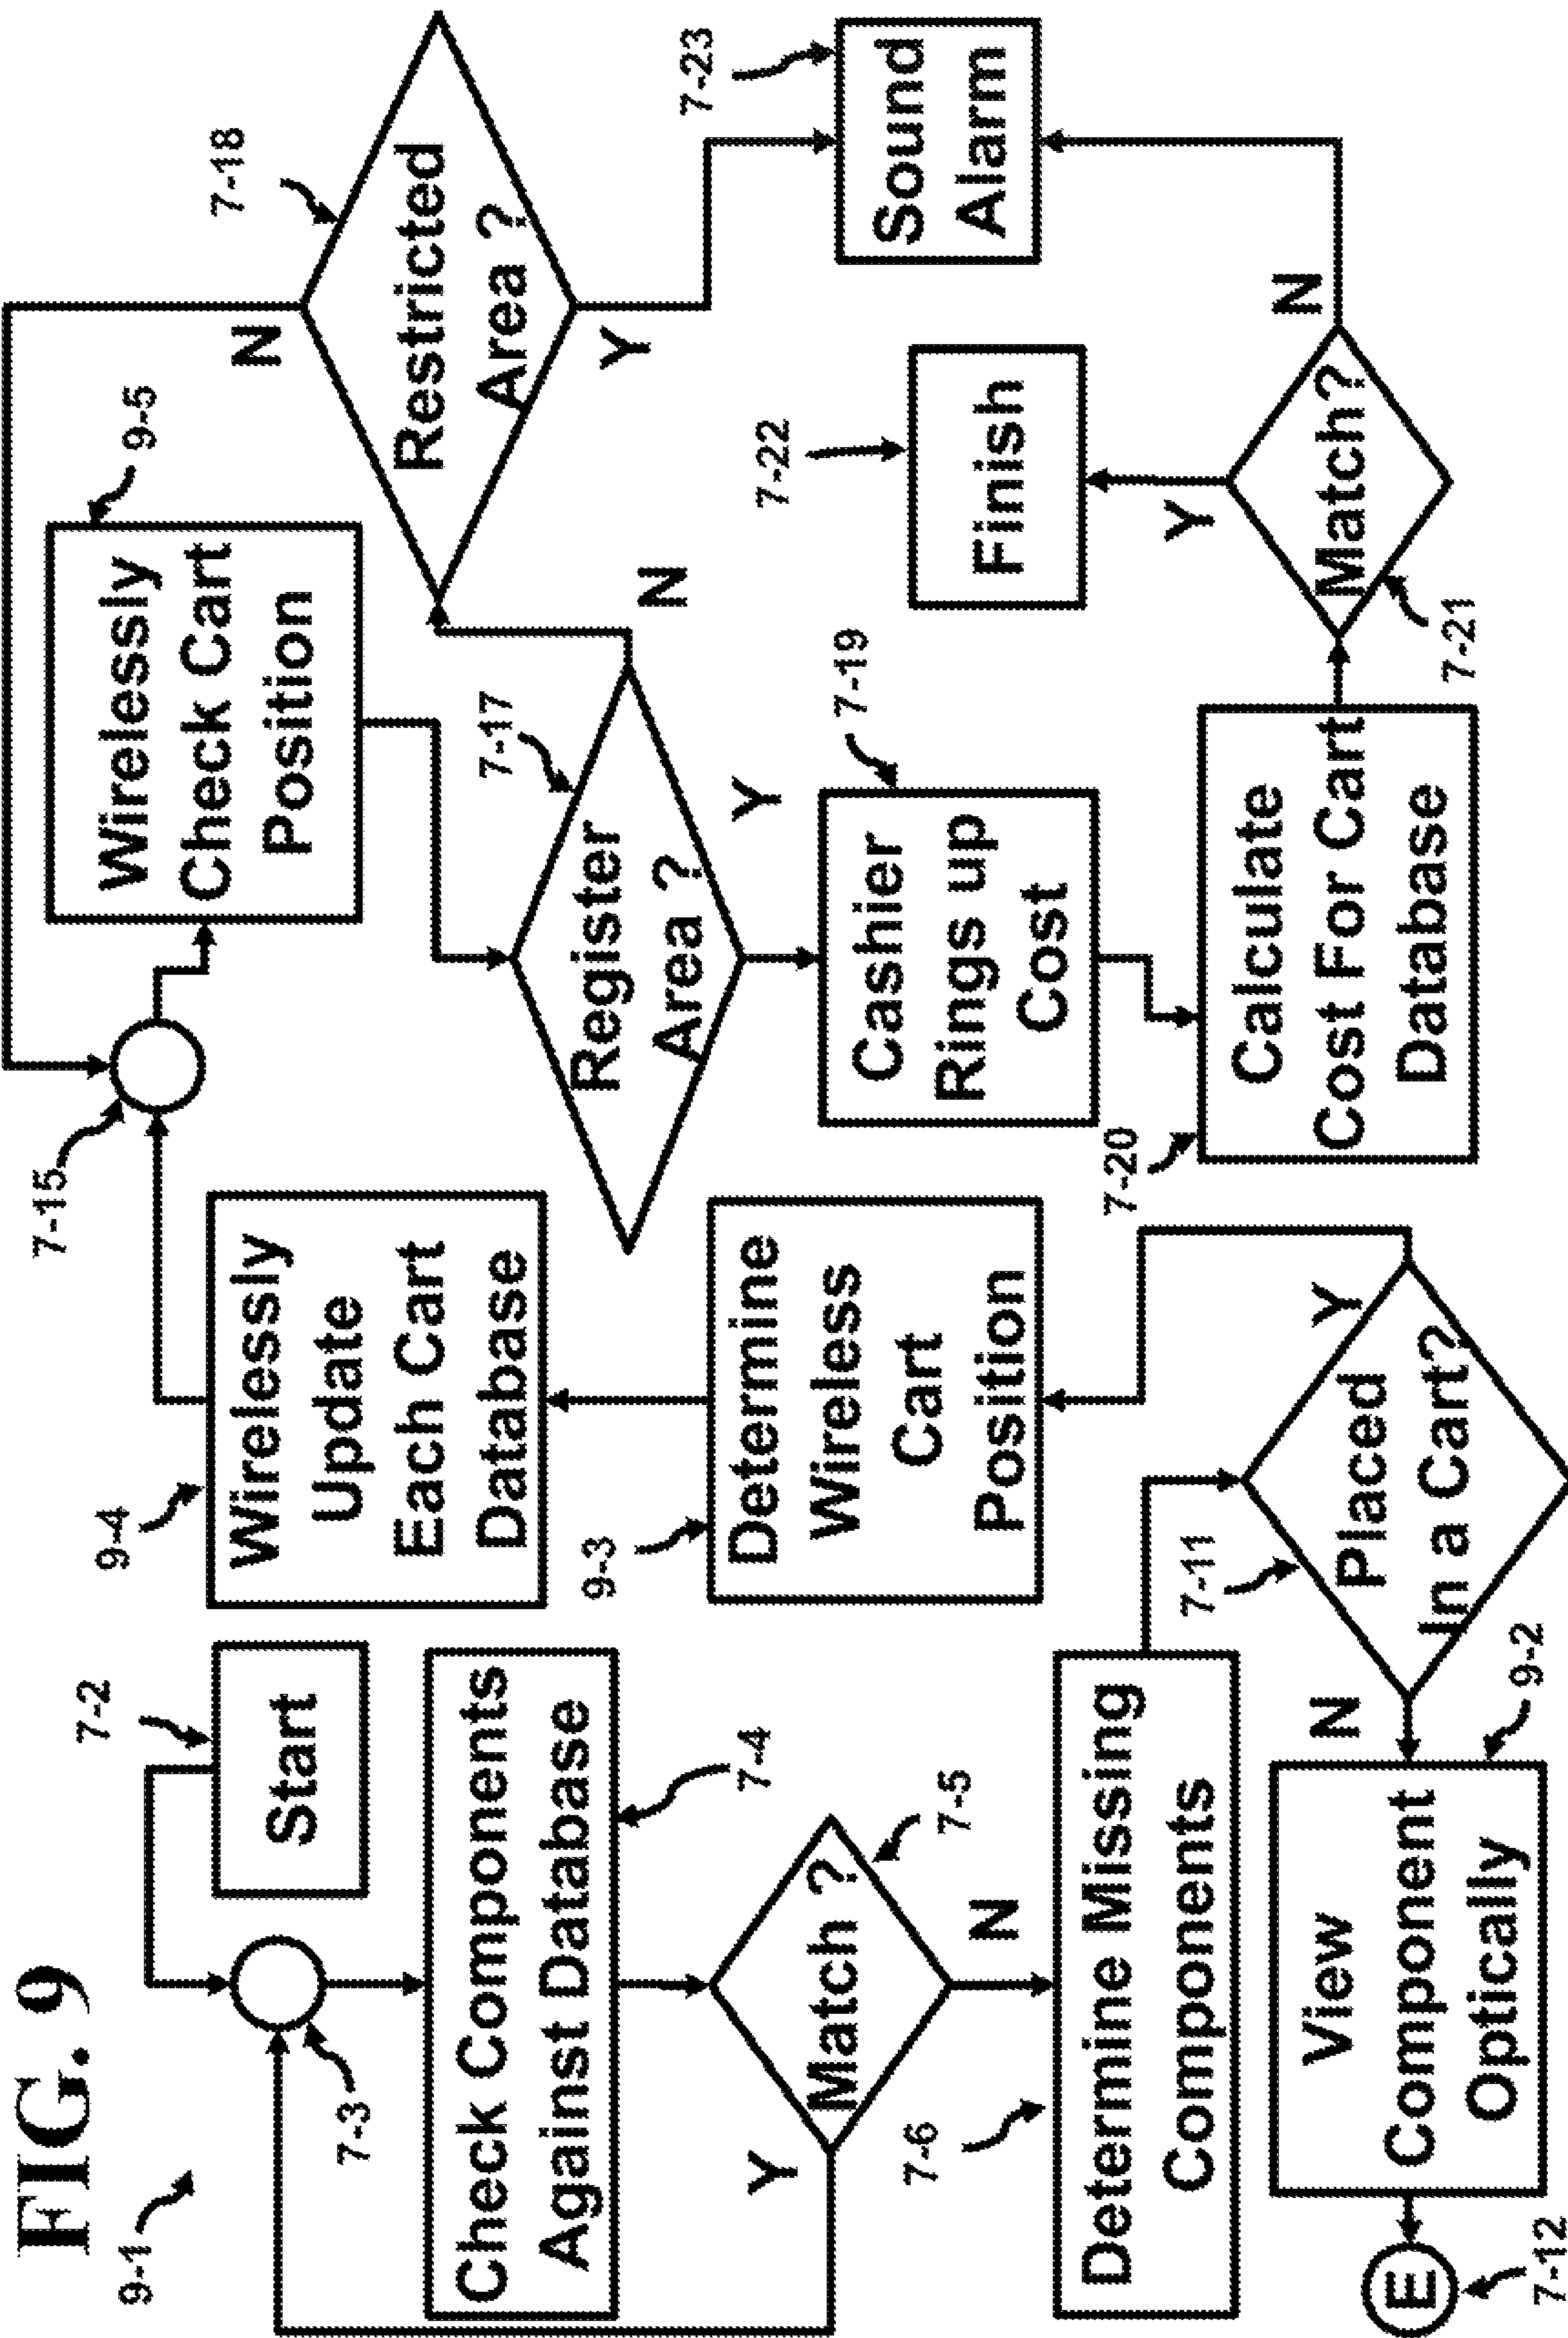 FIG. 9
9-1
7-2
Start
7-3
Check Components
Against Database
7-4
Match ?
7-5
Y
N
7-6
Determine Missing
Components
7-11
Placed
In a Cart?
Y
N
9-2
View
Component
Optically
E
7-12
9-3
Determine
Wireless
Cart
Position
9-4
Wirelessly
Update
Each Cart
Database
7-15
Wirelessly
Check Cart
Position
9-5
7-17
Register
Area ?
N
Y
7-18
Restricted
Area ?
N
Y
7-19
Cashier
Rings up
Cost
7-20
Calculate
Cost For Cart
Database
7-21
Match?
Y
N
7-22
Finish
7-23
Sound
Alarm